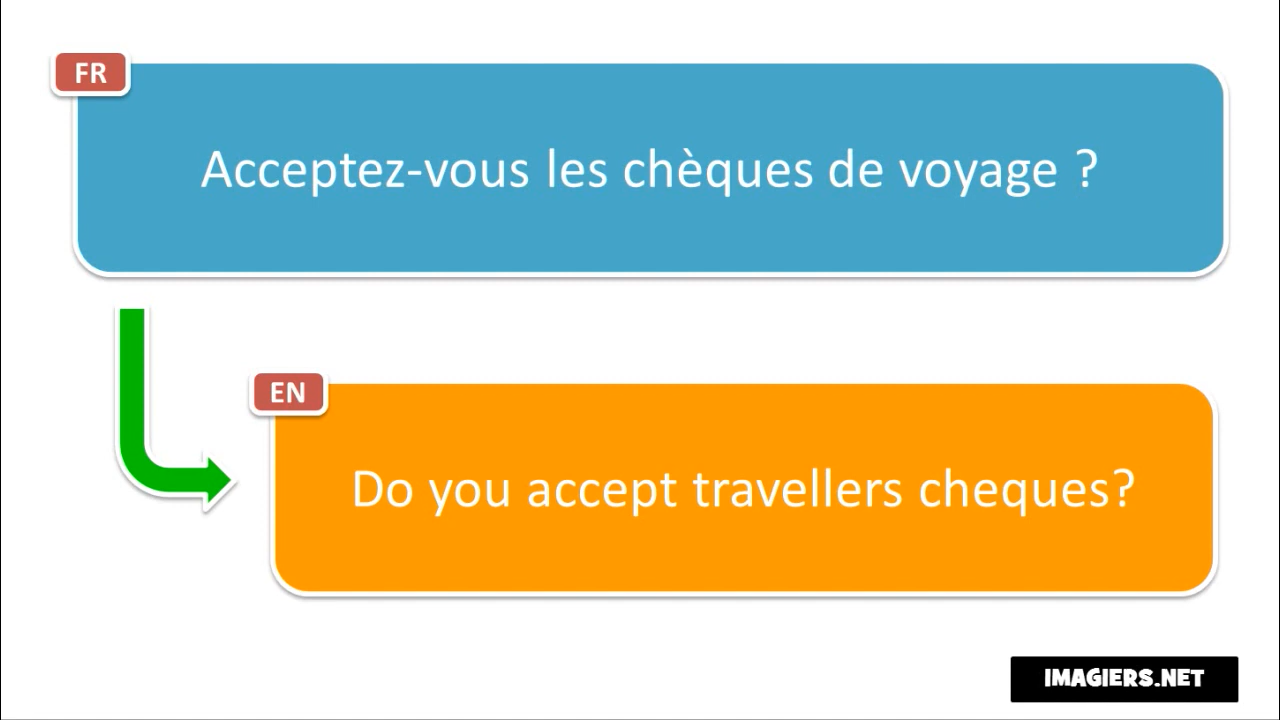 FR
Acceptez-vous les chèques de voyage ?
EN
Do you accept travellers cheques?
IMAGIERS.NET